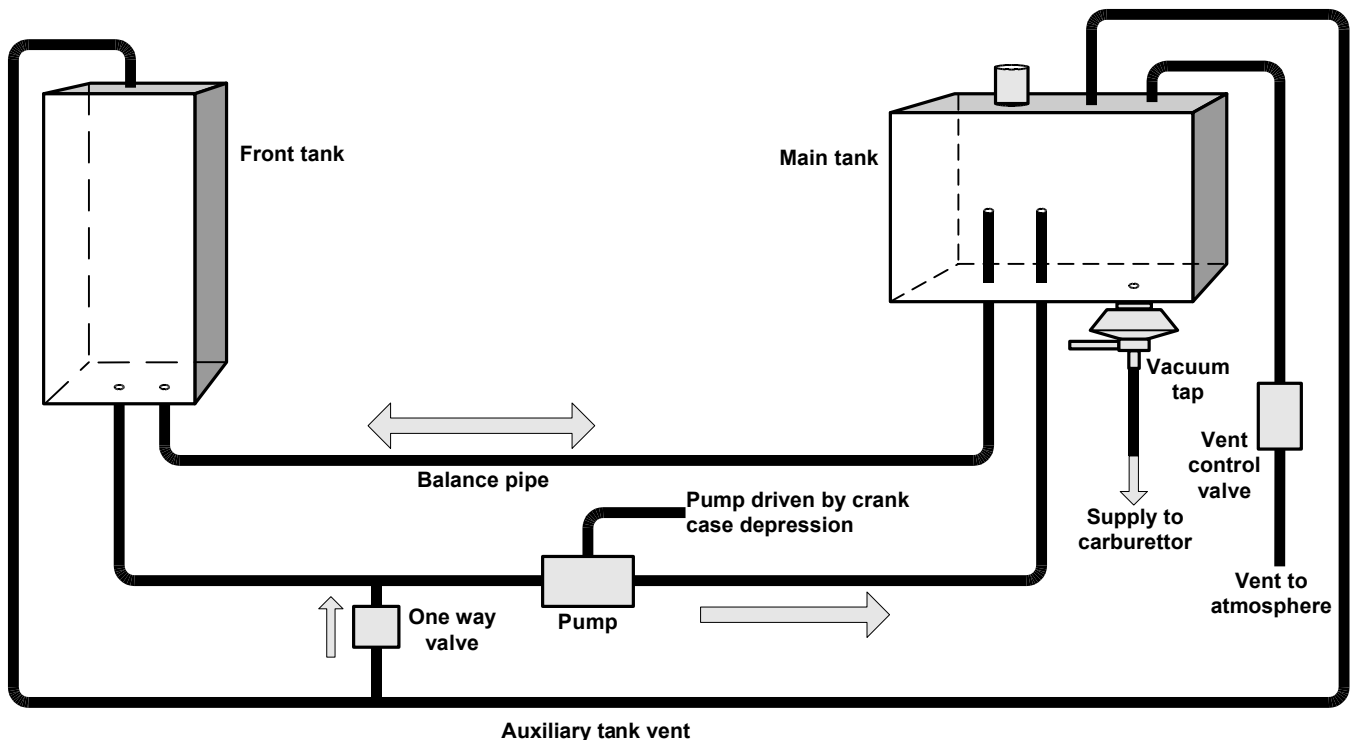 Front tank
Main tank
Vacuum
tap
Vent
control
valve
Balance pipe
Pump driven by crank
case depression
Supply to
carburettor
Vent to
atmosphere
One way
valve
Pump
Auxiliary tank vent